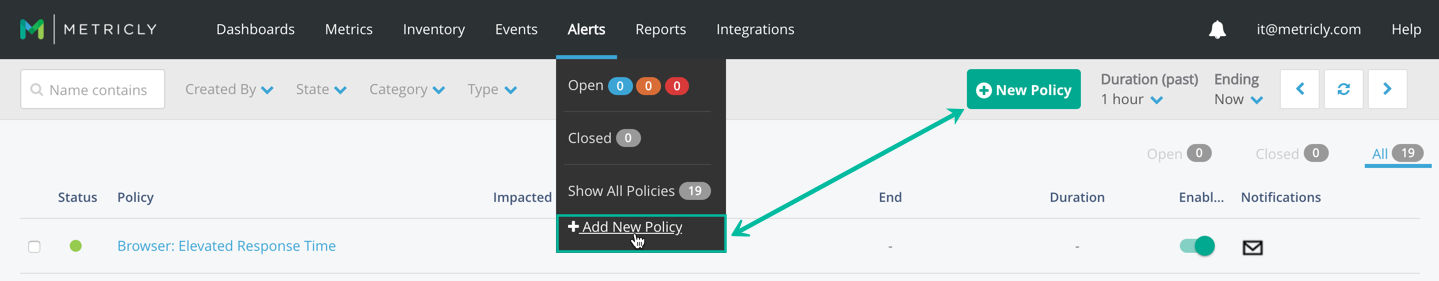 METRICLY Dashboards Metrics Inventory Events Alerts Reports Integrations it@metricly.com Help
Name contains Created By State Category Type
Open 0 0 0
Closed 0
Show All Policies 19
+ Add New Policy
New Policy
Duration (past)
1 hour
Ending
Now
Open 0 Closed 0 All 19
Status Policy Impacted End Duration Enabl... Notifications
Browser: Elevated Response Time - -